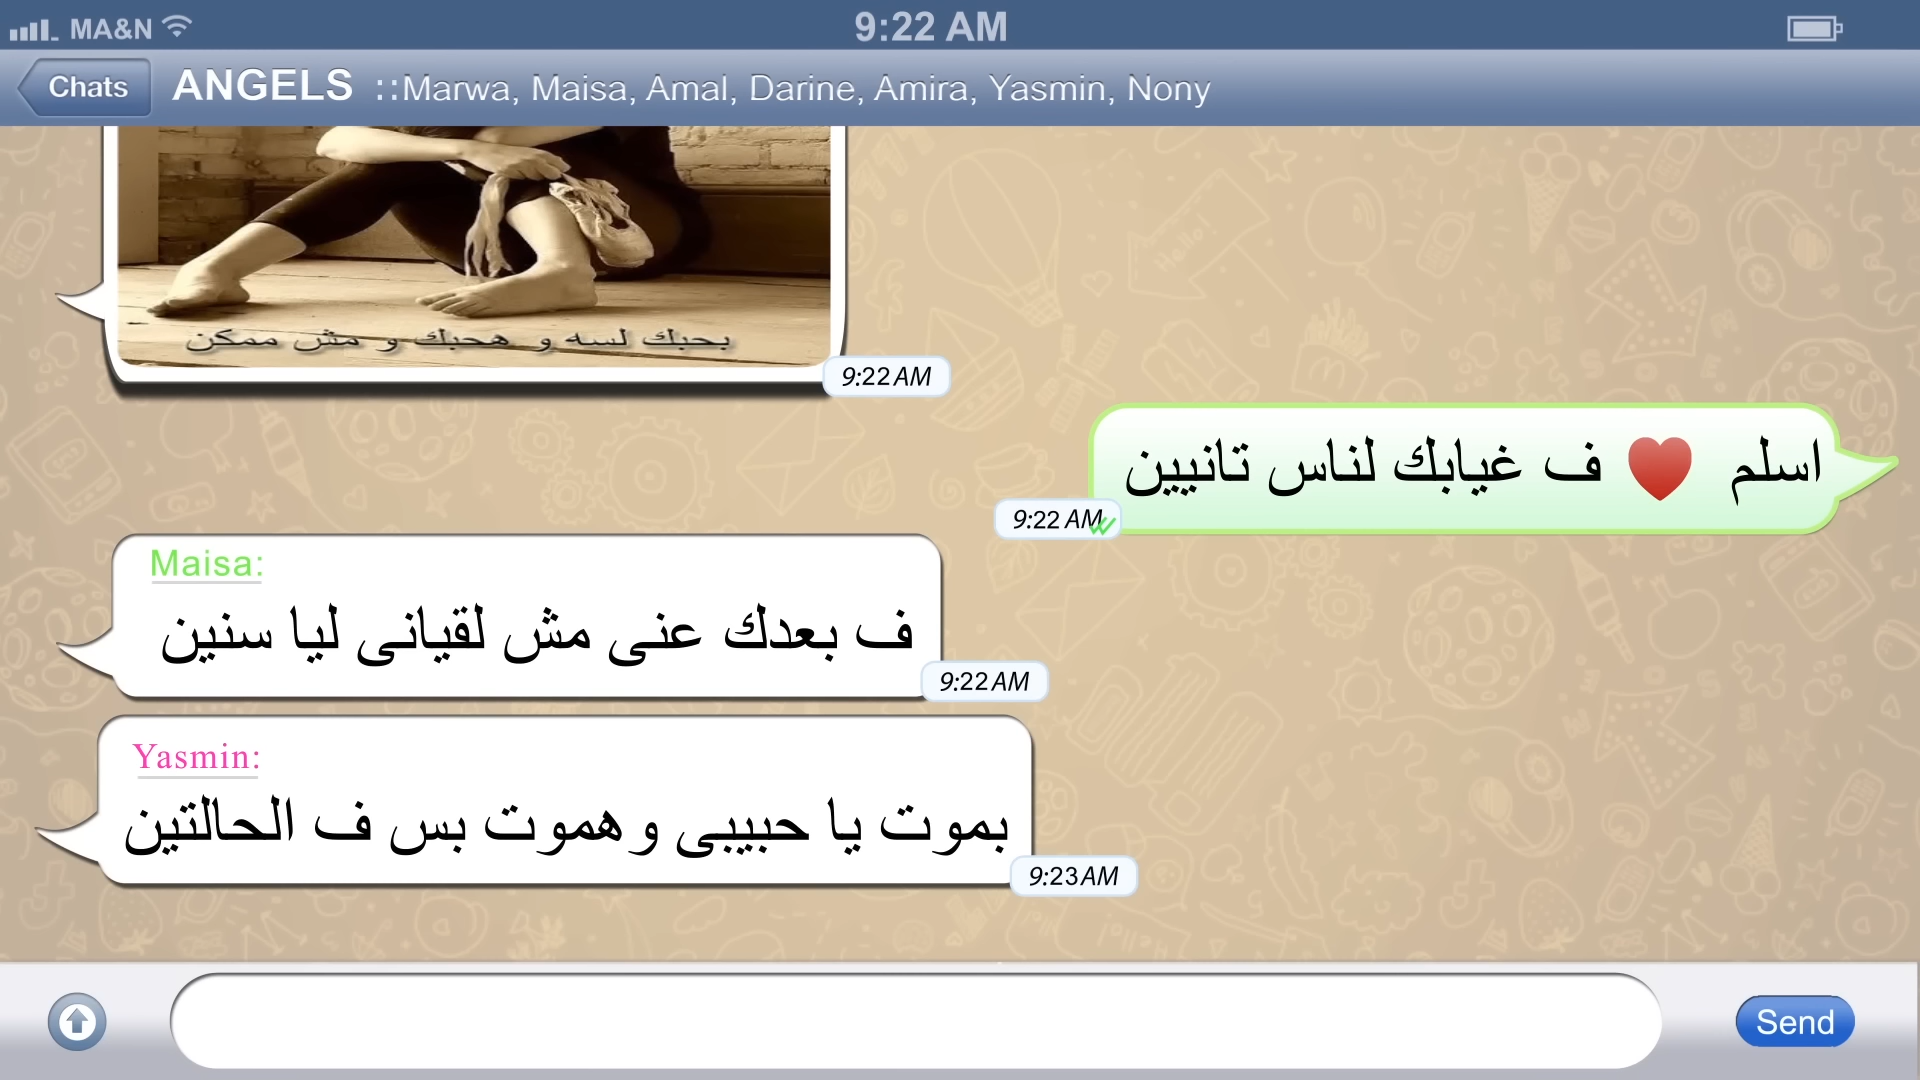 MA&N
9:22 AM
Chats
ANGELS ::Marwa, Maisa, Amal, Darine, Amira, Yasmin, Nony
بحبك لسه و هحبك و مش ممكن
9:22 AM
اسلم ♥ ف غيابك لناس تانيين
9:22 AM
Maisa:
ف بعدك عنى مش لقيانى ليا سنين
9:22 AM
Yasmin:
بموت يا حبيبى وهموت بس ف الحالتين
9:23 AM
Send